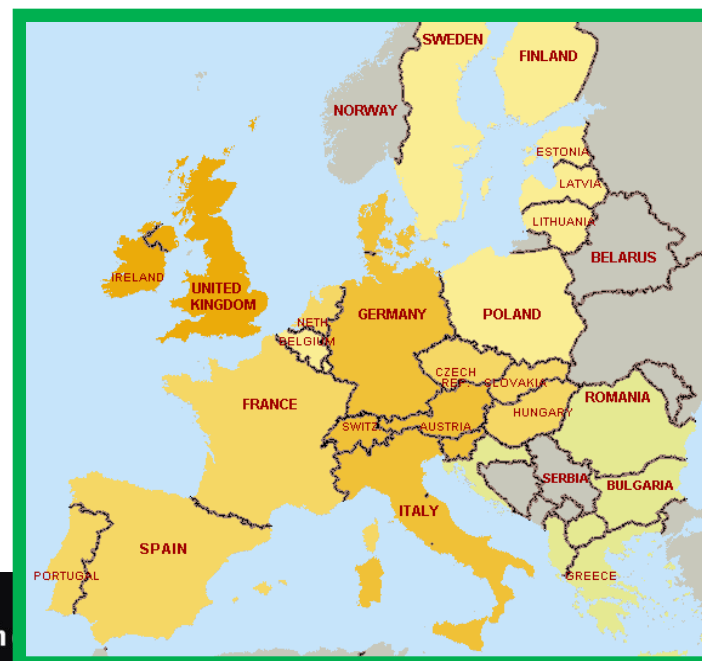 SWEDEN
FINLAND
NORWAY
ESTONIA
LATVIA
LITHUANIA
BELARUS
IRELAND
UNITED
KINGDOM
NETH.
BELGIUM
GERMANY
POLAND
CZECH
REP.
SLOVAKIA
FRANCE
SWITZ.
AUSTRIA
HUNGARY
ROMANIA
SERBIA
BULGARIA
ITALY
SPAIN
PORTUGAL
GREECE